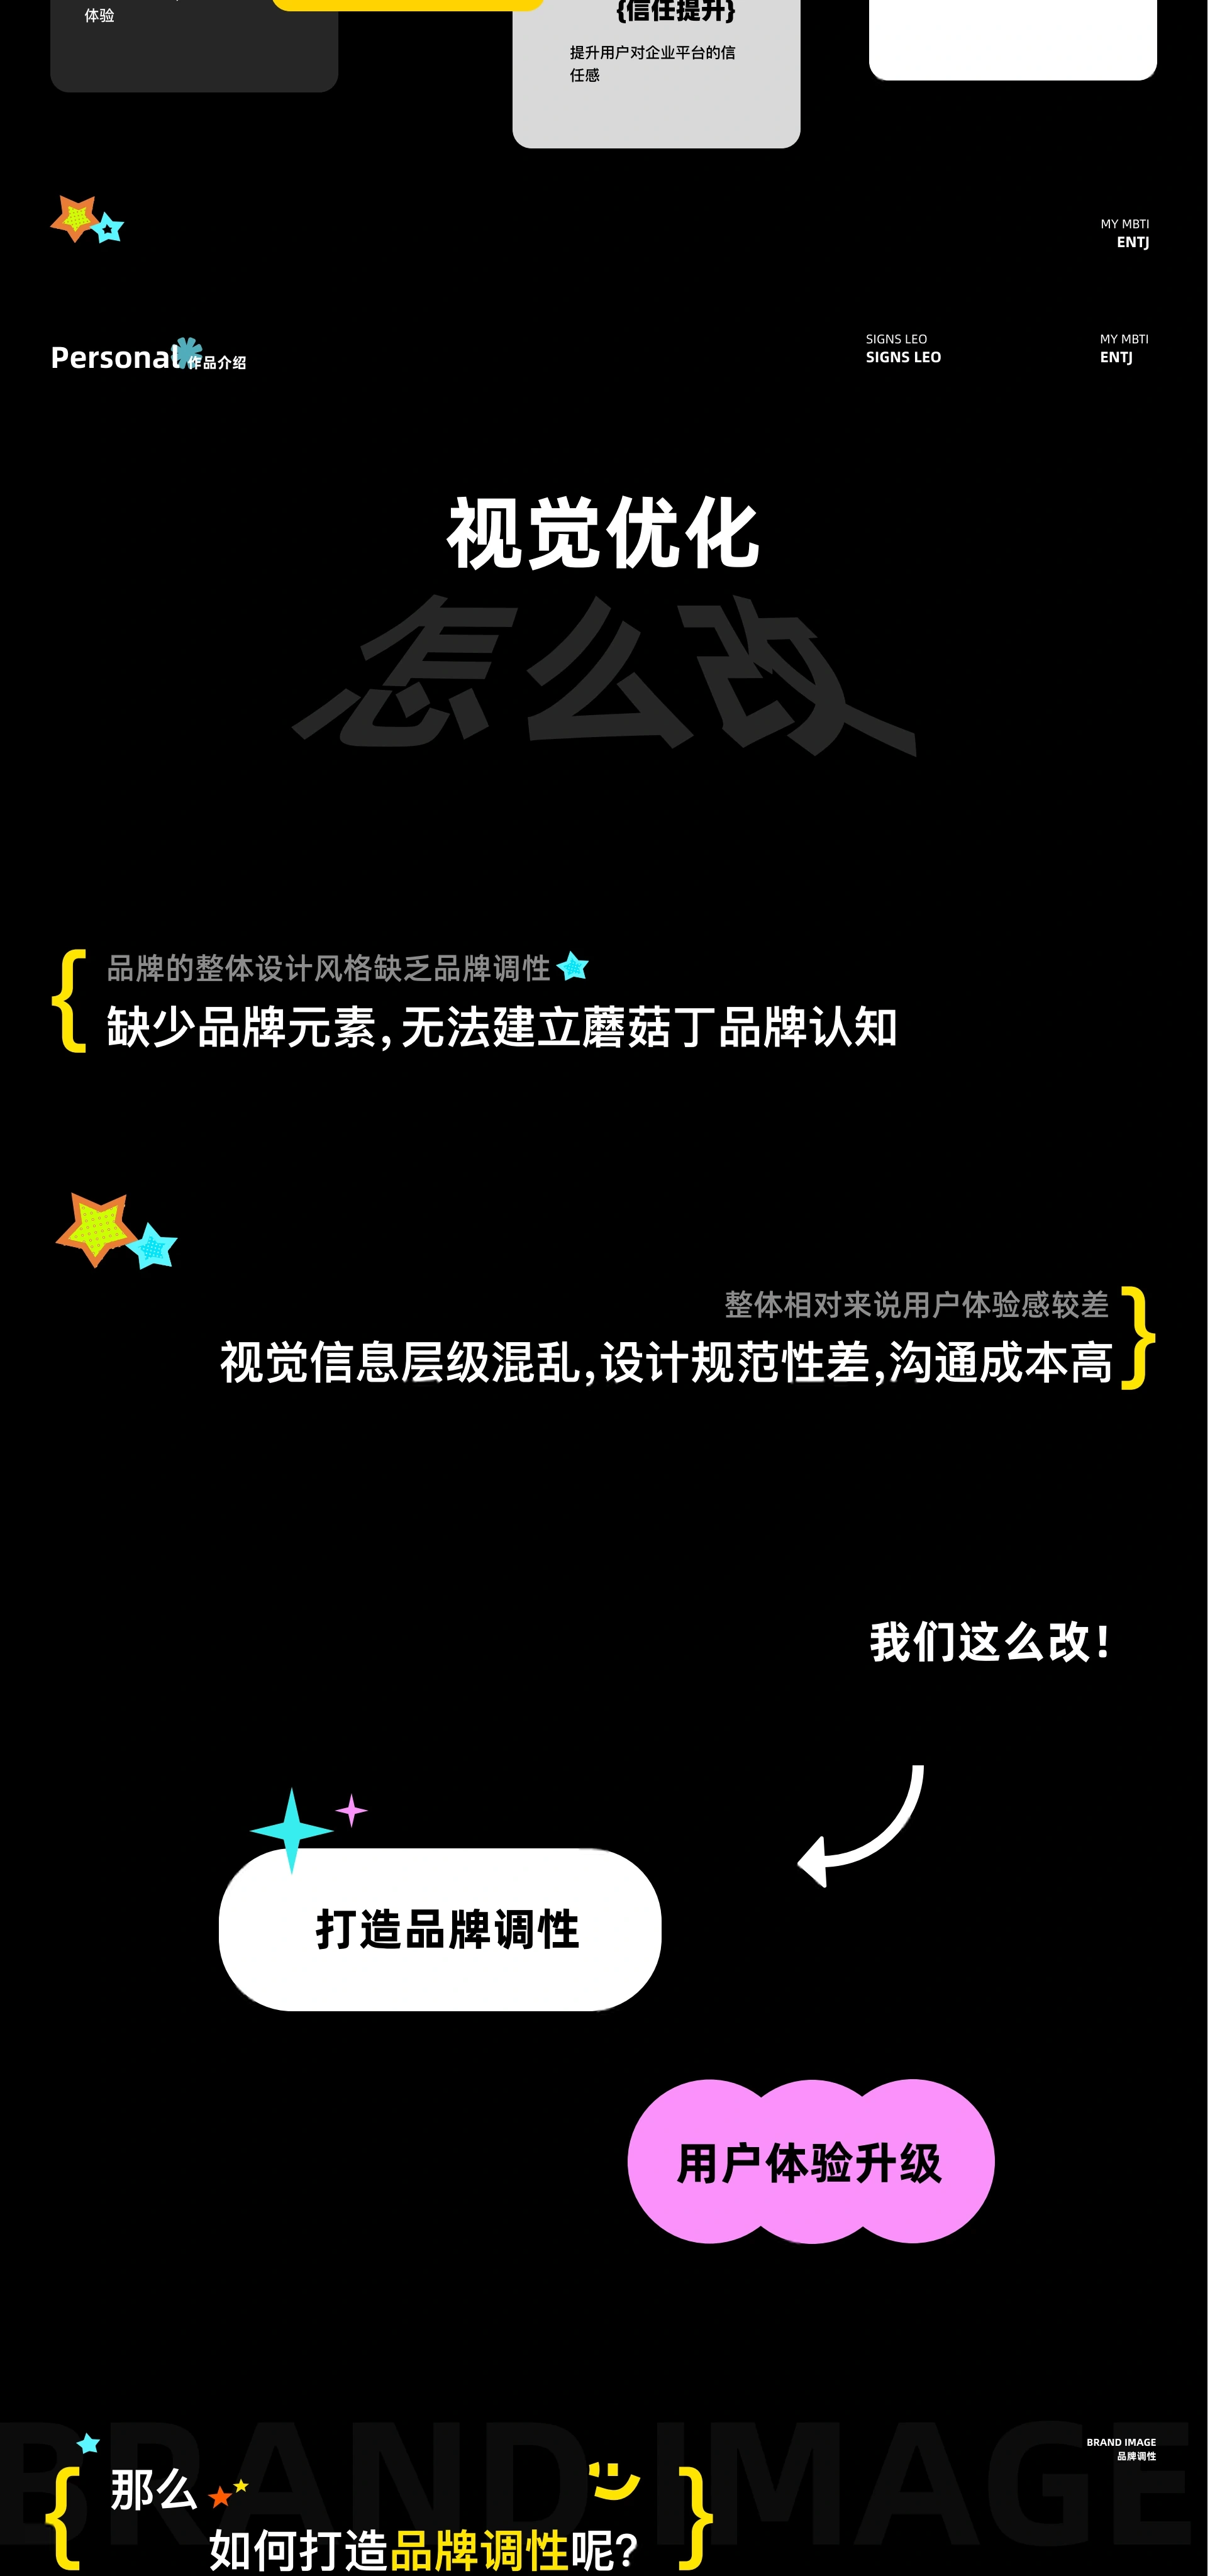 体验
{信任提升}
提升用户对企业平台的信
任感
MY MBTI
ENTJ
Personal 作品介绍
SIGNS LEO
SIGNS LEO
MY MBTI
ENTJ
视觉优化
怎么改
品牌的整体设计风格缺乏品牌调性
缺少品牌元素,无法建立蘑菇丁品牌认知
整体相对来说用户体验感较差
视觉信息层级混乱,设计规范性差,沟通成本高
我们这么改!
打造品牌调性
用户体验升级
BRAND IMAGE
BRAND IMAGE
品牌调性
那么
如何打造品牌调性呢?